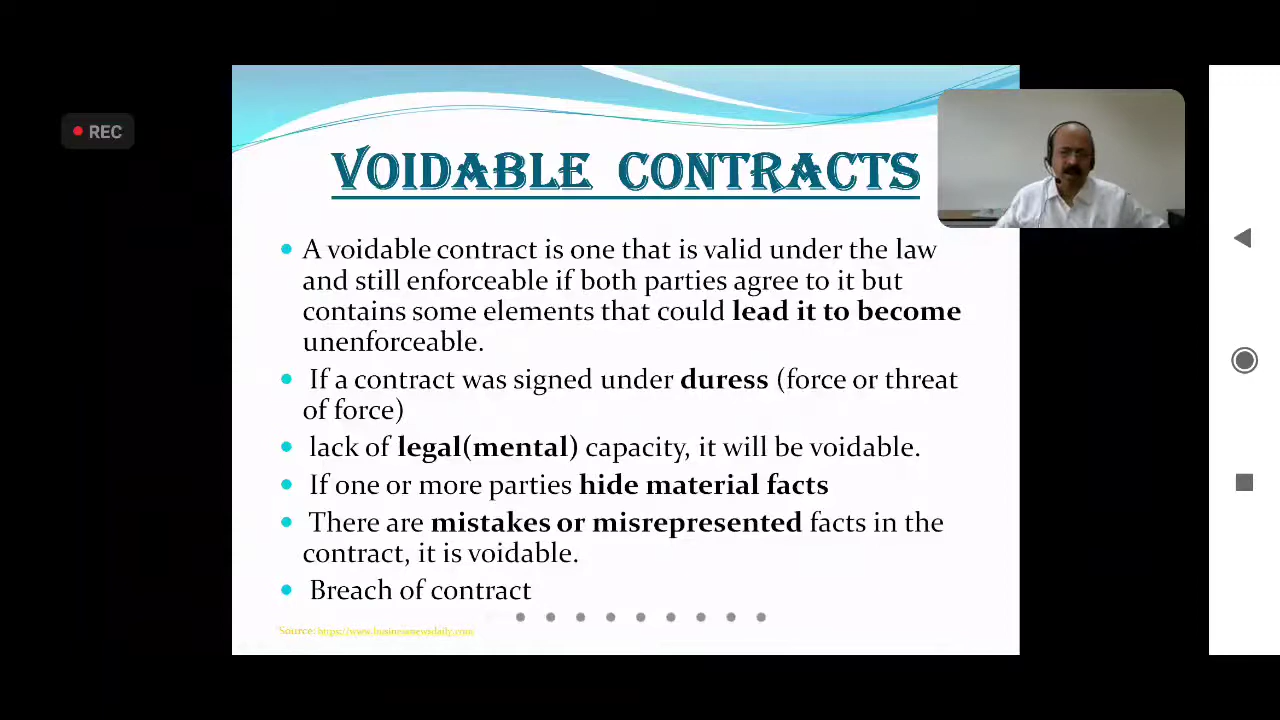 REC
VOIDABLE CONTRACTS
A voidable contract is one that is valid under the law
and still enforceable if both parties agree to it but
contains some elements that could lead it to become
unenforceable.
If a contract was signed under duress (force or threat
of force)
lack of legal(mental) capacity, it will be voidable.
If one or more parties hide material facts
There are mistakes or misrepresented facts in the
contract, it is voidable.
Breach of contract
Source: https://www.businessnewsdaily.com